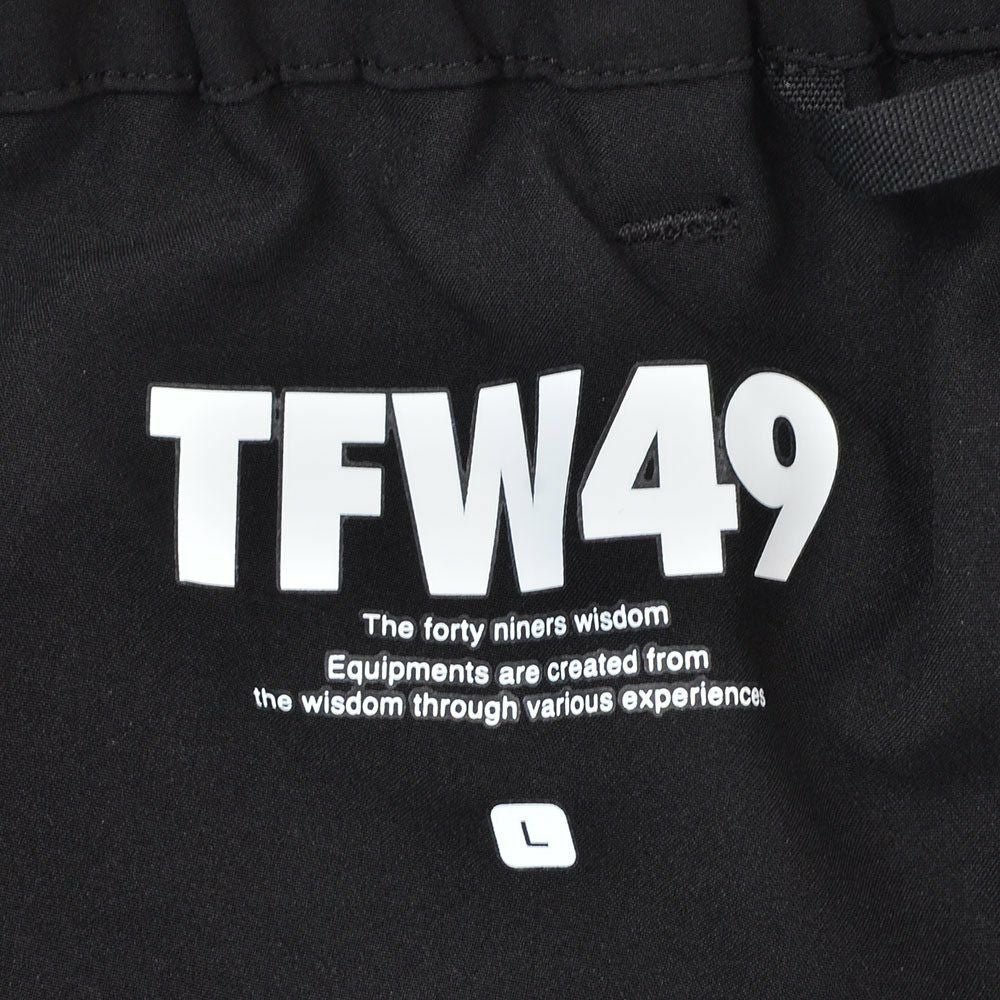 TFW49
The forty niners wisdom
Equipments are created from
the wisdom through various experiences
L